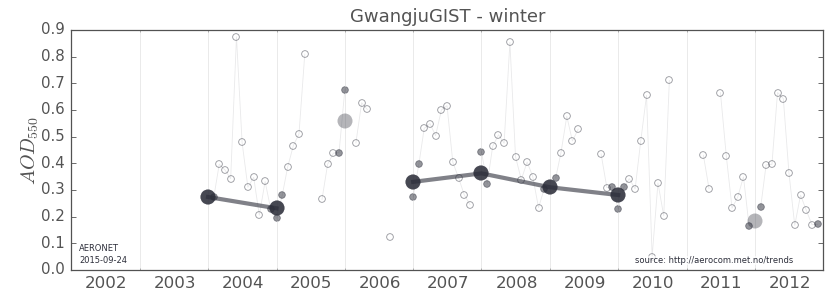 GwangjuGIST - winter
0.9
0.8
0.7
0.6
0.5
0.4
0.3
0.2
0.1
0.0
AOD550
AERONET
2015-09-24
source: http://aerocom.met.no/trends
2002 2003 2004 2005 2006 2007 2008 2009 2010 2011 2012